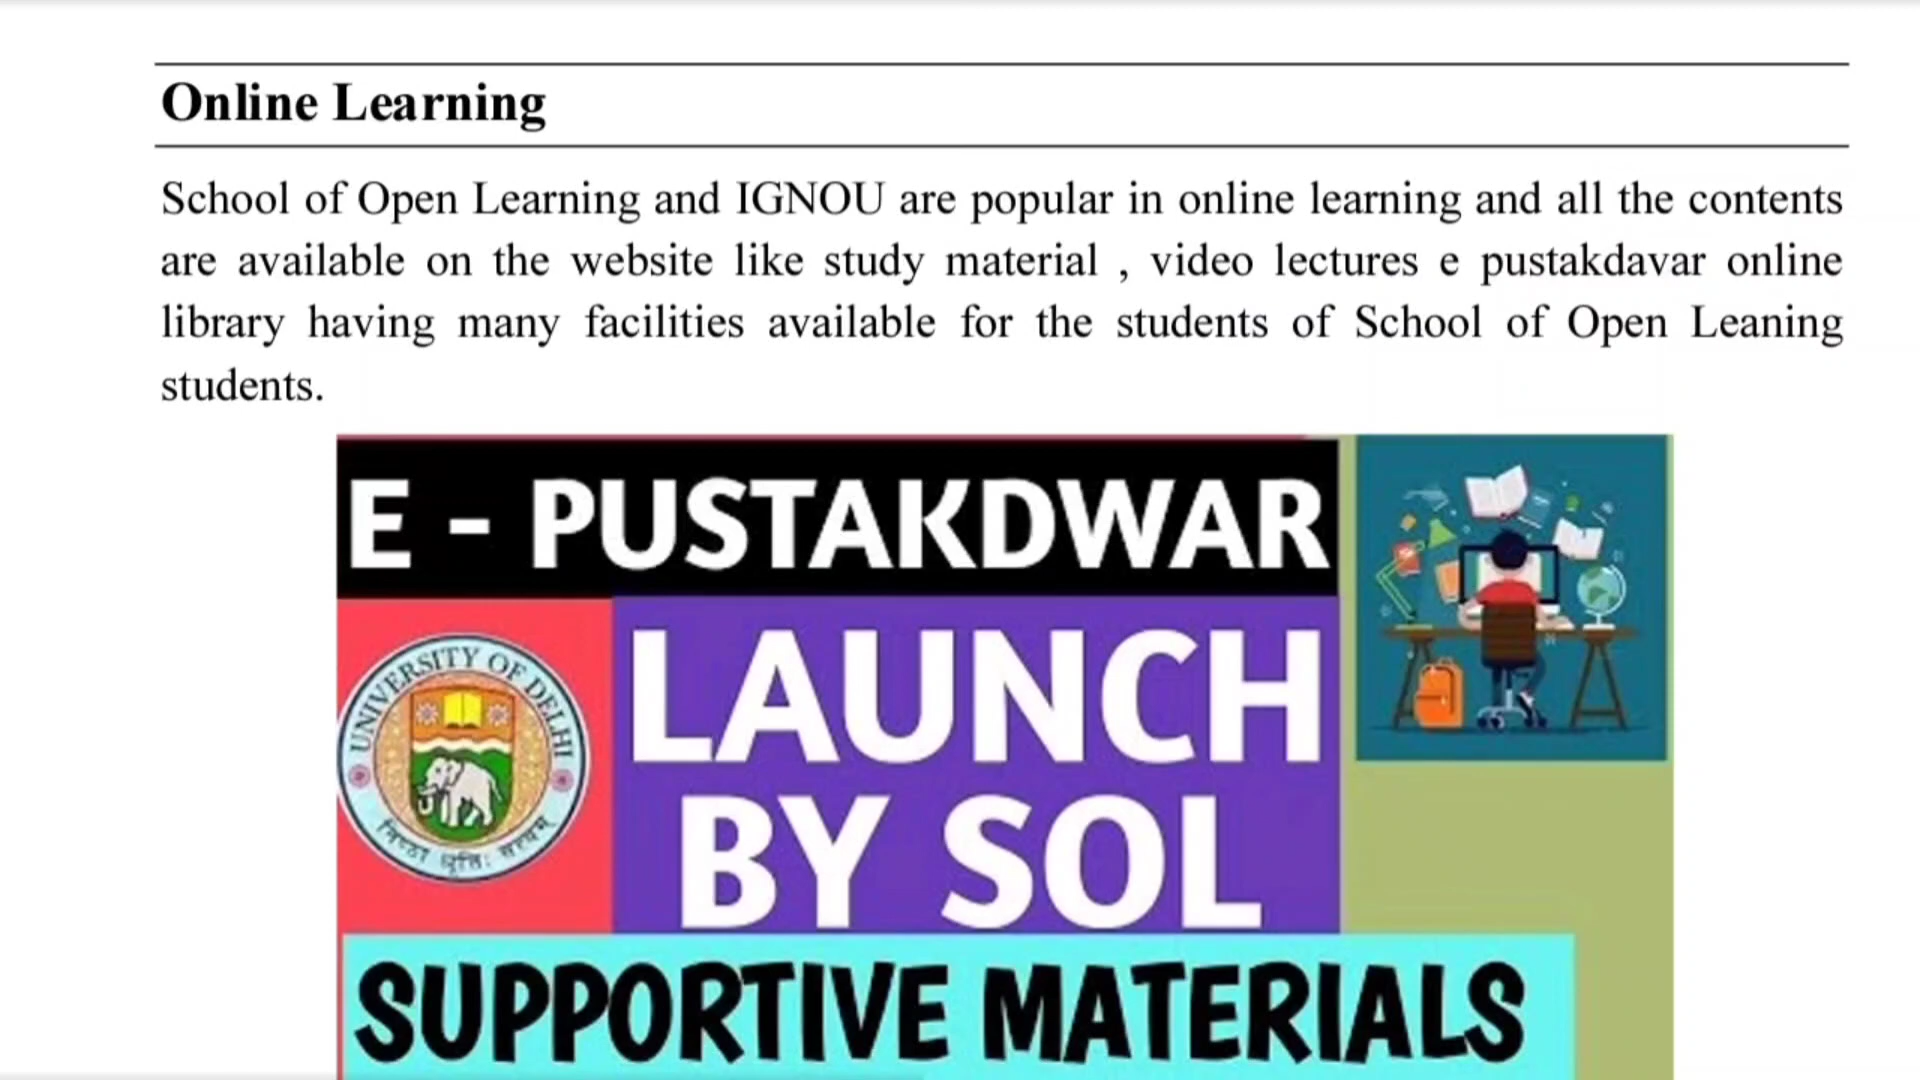 Online Learning
School of Open Learning and IGNOU are popular in online learning and all the contents
are available on the website like study material , video lectures e pustakdavar online
library having many facilities available for the students of School of Open Leaning
students.
E - PUSTAKDWAR
LAUNCH
BY SOL
UNIVERSITY OF DELHI
निष्ठा धृति: सत्यम्
SUPPORTIVE MATERIALS